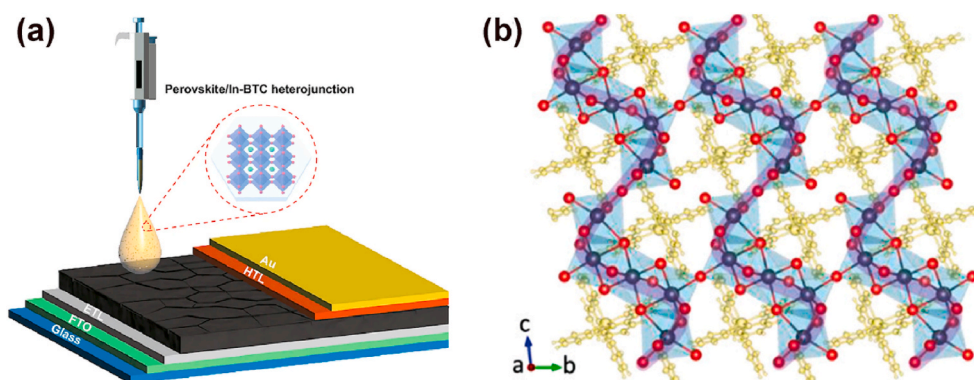 (a)
Perovskite/In-BTC heterojunction
Au
HTL
ETL
FTO
Glass
(b)
c
a
b